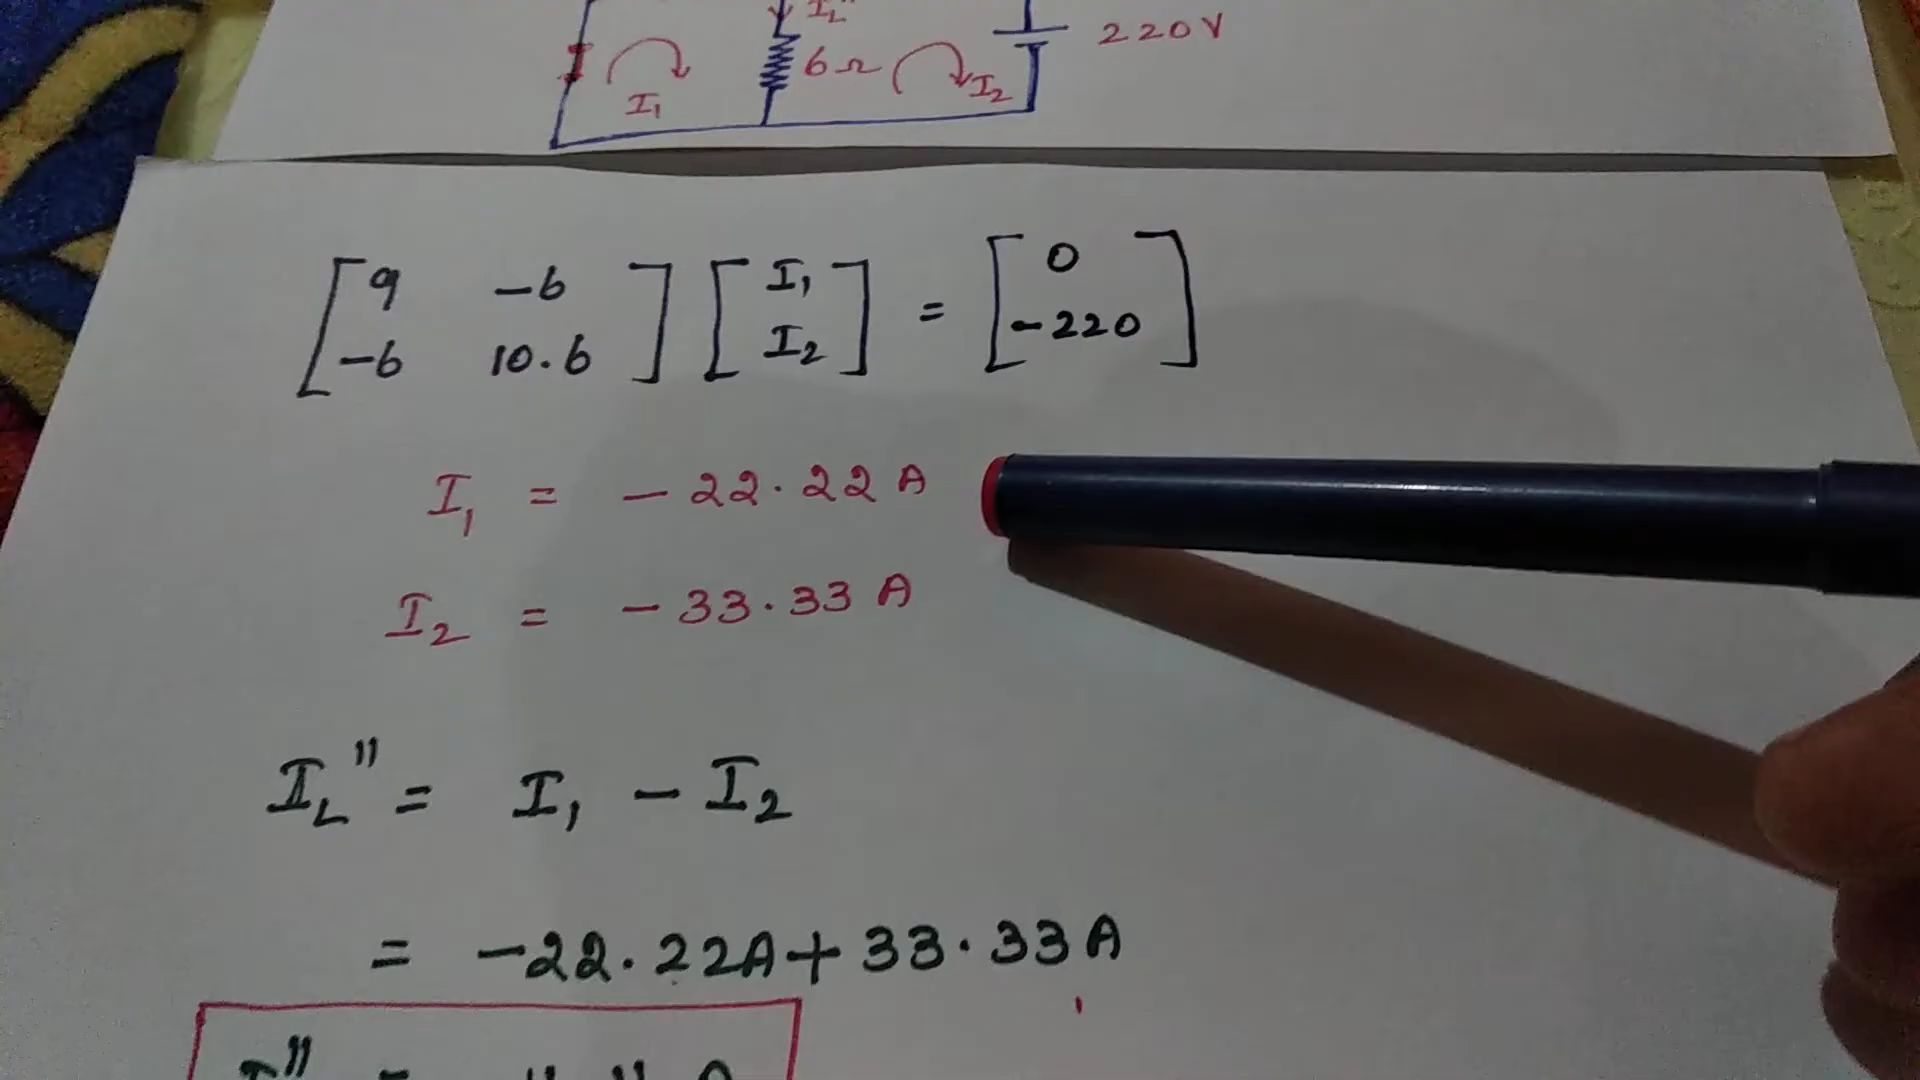 I_L"
220V
6Ω
I₂
I₁
[9 -6
-6 10.6] [I₁
I₂] = [0
-220]
I₁ = -22.22 A
I₂ = -33.33 A
I_L" = I₁ - I₂
= -22.22A + 33.33 A